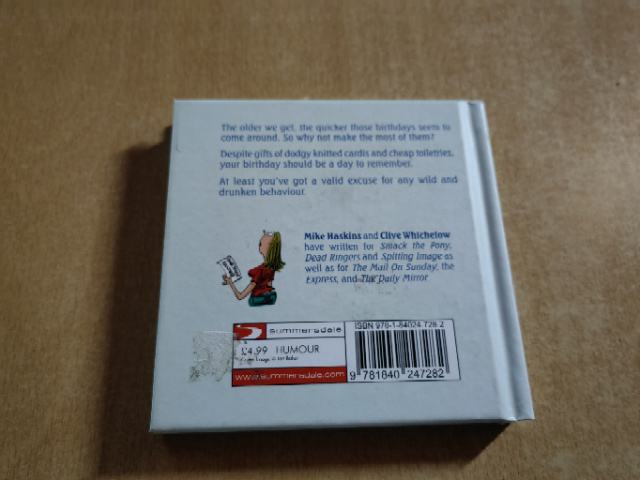 The older we get, the quicker those birthdays seem to
come around. So why not make the most of them?
Despite gifts of dodgy knitted cardis and cheap toiletries,
your birthday should be a day to remember.
At least you've got a valid excuse for any wild and
drunken behaviour.
Mike Haskins and Clive Whichelow
have written for Smack the Pony,
Dead Ringers and Spitting Image as
well as for The Mail On Sunday, the
Express, and The Daily Mirror
summersdale
£4.99 HUMOUR
www.summersdale.com
ISBN 978-1-84024-728-2
9 781840 247282